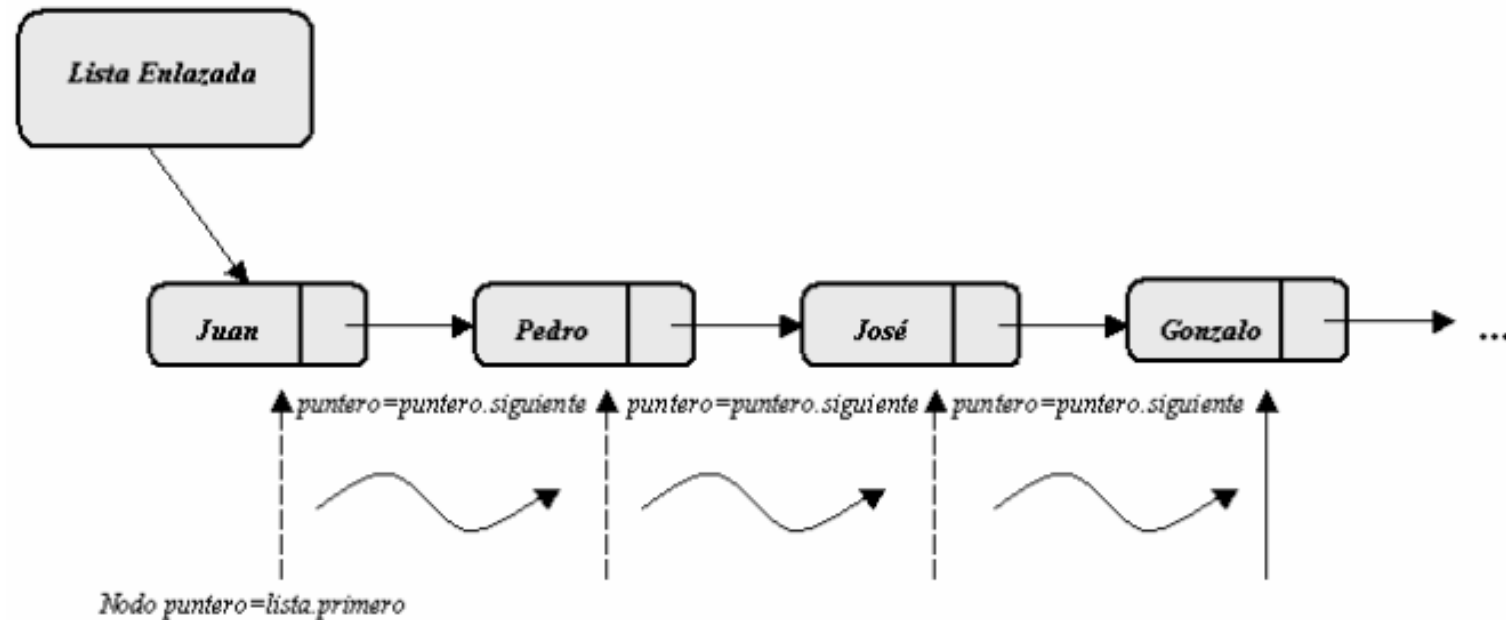 Lista Enlazada
Juan
Pedro
José
Gonzalo
...
puntero=puntero.siguiente
puntero=puntero.siguiente
puntero=puntero.siguiente
Nodo puntero=lista.primero